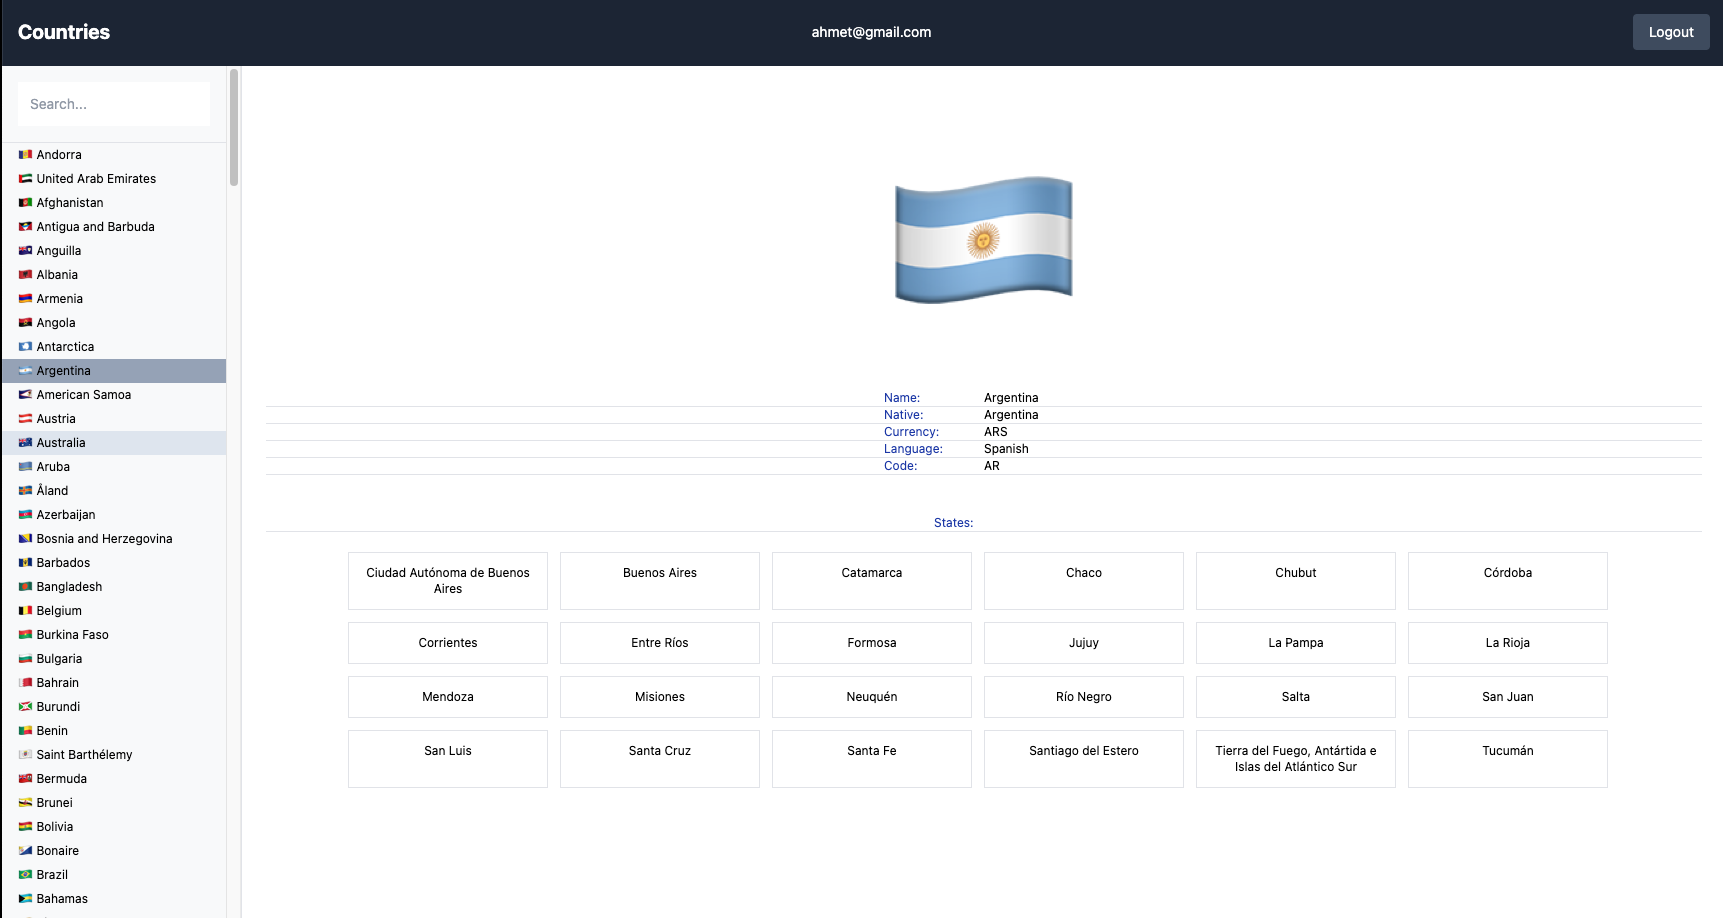 Countries
ahmet@gmail.com
Logout
Search...
Andorra
United Arab Emirates
Afghanistan
Antigua and Barbuda
Anguilla
Albania
Armenia
Angola
Antarctica
Argentina
American Samoa
Austria
Australia
Aruba
Åland
Azerbaijan
Bosnia and Herzegovina
Barbados
Bangladesh
Belgium
Burkina Faso
Bulgaria
Bahrain
Burundi
Benin
Saint Barthélemy
Bermuda
Brunei
Bolivia
Bonaire
Brazil
Bahamas
Name: Argentina
Native: Argentina
Currency: ARS
Language: Spanish
Code: AR
States:
Ciudad Autónoma de Buenos
Aires
Buenos Aires
Catamarca
Chaco
Chubut
Córdoba
Corrientes
Entre Ríos
Formosa
Jujuy
La Pampa
La Rioja
Mendoza
Misiones
Neuquén
Río Negro
Salta
San Juan
San Luis
Santa Cruz
Santa Fe
Santiago del Estero
Tierra del Fuego, Antártida e
Islas del Atlántico Sur
Tucumán